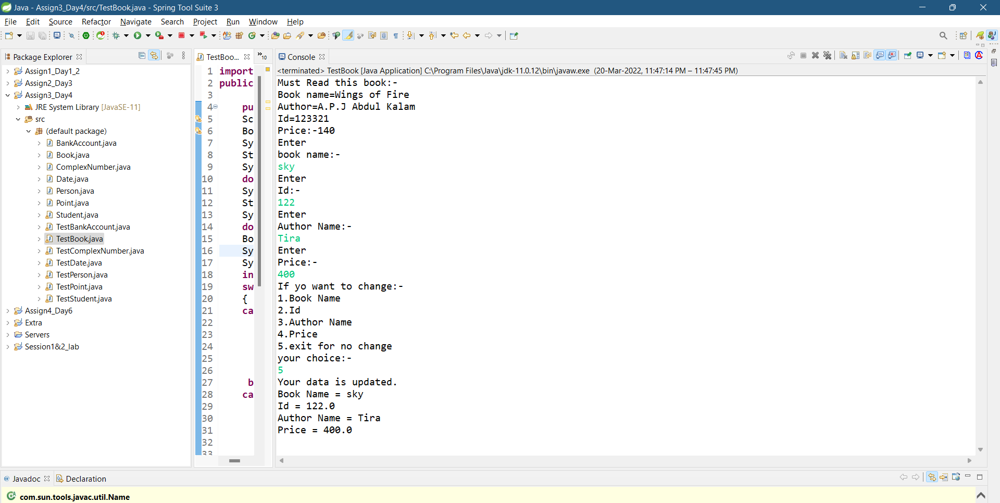 Java - Assign3_Day4/src/TestBook.java - Spring Tool Suite 3
File Edit Source Refactor Navigate Search Project Run Window Help
Package Explorer
Assign1_Day1_2
Assign2_Day3
Assign3_Day4
JRE System Library [JavaSE-11]
src
(default package)
BankAccount.java
Book.java
ComplexNumber.java
Date.java
Person.java
Point.java
Student.java
TestBankAccount.java
TestBook.java
TestComplexNumber.java
TestDate.java
TestPerson.java
TestPoint.java
TestStudent.java
Assign4_Day6
Extra
Servers
Session1&2_lab
TestBoo... »10
1 import
2 public
3
4 pu
5 Sc
6 Bo
7 Sy
8 St
9 Sy
10 do
11 Sy
12 St
13 Sy
14 do
15 Bo
16 Sy
17 Sy
18 in
19 sw
20 {
21 ca
22
23
24
25
26
27 b
28 ca
29
30
31
32
33
Console
<terminated> TestBook [Java Application] C:\Program Files\Java\jdk-11.0.12\bin\javaw.exe (20-Mar-2022, 11:47:14 PM – 11:47:45 PM)
Must Read this book:-
Book name=Wings of Fire
Author=A.P.J Abdul Kalam
Id=123321
Price:-140
Enter
book name:-
sky
Enter
Id:-
122
Enter
Author Name:-
Tira
Enter
Price:-
400
If yo want to change:-
1.Book Name
2.Id
3.Author Name
4.Price
5.exit for no change
your choice:-
5
Your data is updated.
Book Name = sky
Id = 122.0
Author Name = Tira
Price = 400.0
@ Javadoc Declaration
com.sun.tools.javac.util.Name